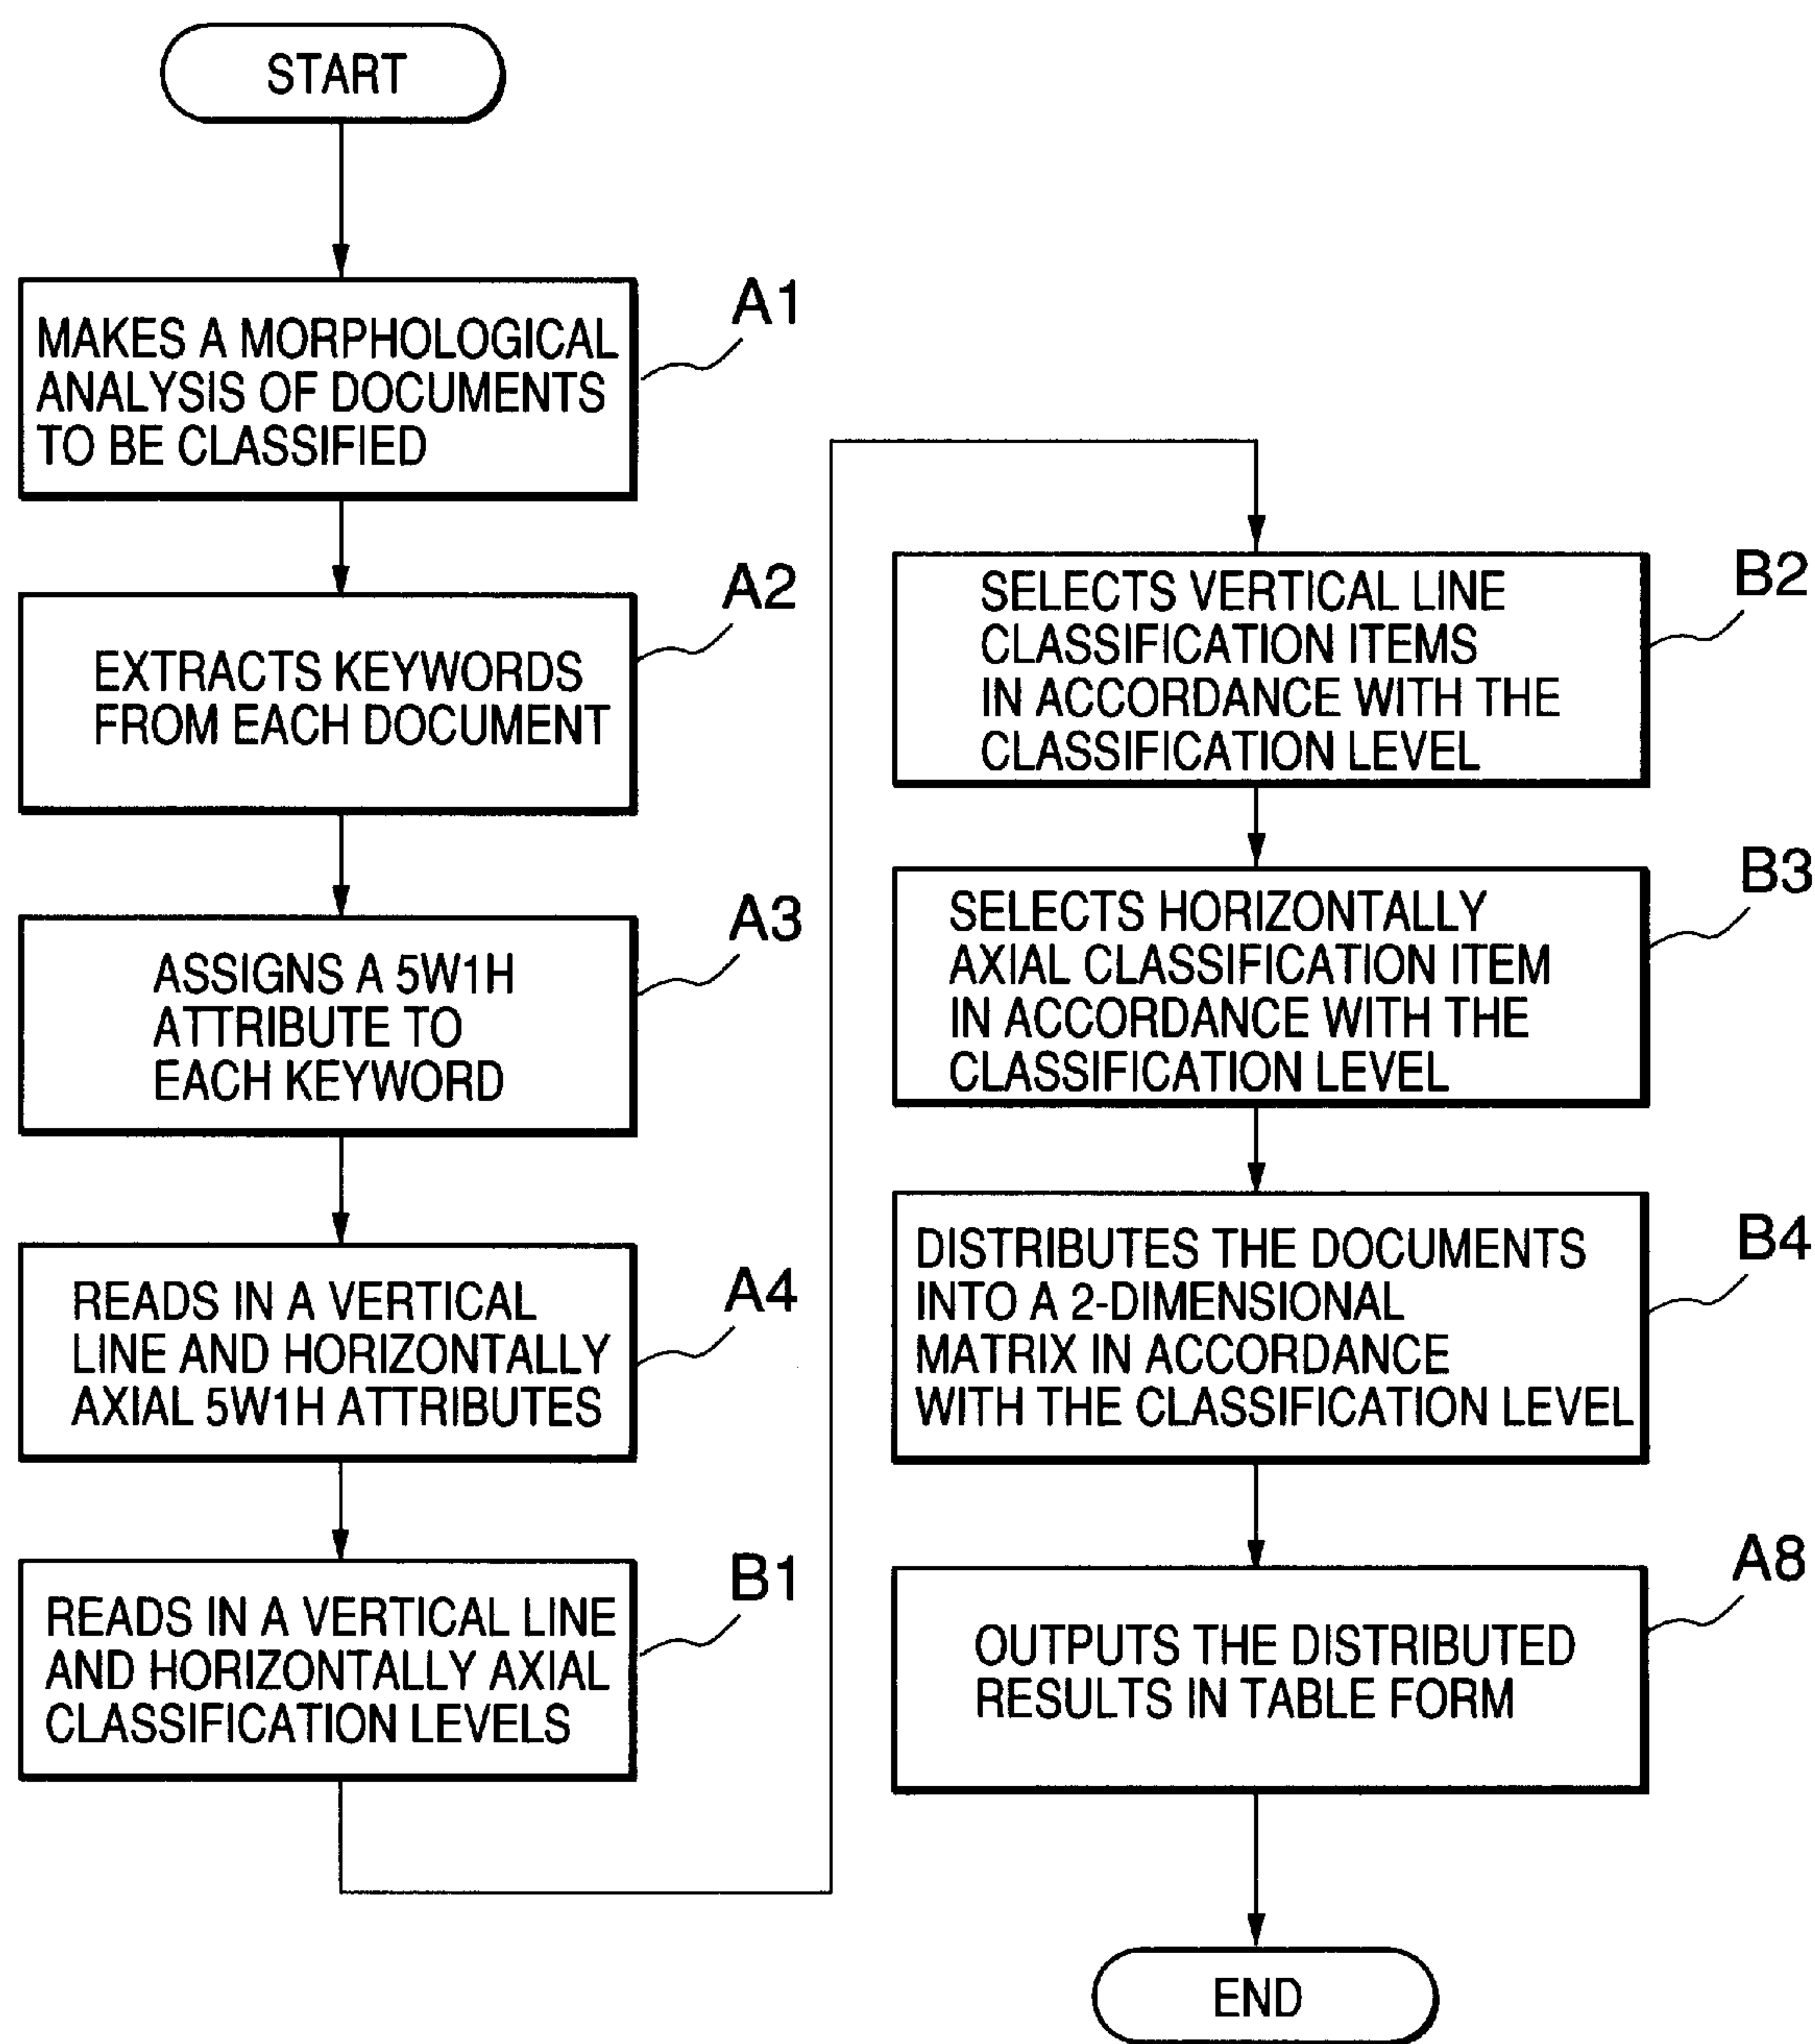 START
MAKES A MORPHOLOGICAL
ANALYSIS OF DOCUMENTS
TO BE CLASSIFIED
A1
EXTRACTS KEYWORDS
FROM EACH DOCUMENT
A2
ASSIGNS A 5W1H
ATTRIBUTE TO
EACH KEYWORD
A3
READS IN A VERTICAL
LINE AND HORIZONTALLY
AXIAL 5W1H ATTRIBUTES
A4
READS IN A VERTICAL LINE
AND HORIZONTALLY AXIAL
CLASSIFICATION LEVELS
B1
SELECTS VERTICAL LINE
CLASSIFICATION ITEMS
IN ACCORDANCE WITH THE
CLASSIFICATION LEVEL
B2
SELECTS HORIZONTALLY
AXIAL CLASSIFICATION ITEM
IN ACCORDANCE WITH THE
CLASSIFICATION LEVEL
B3
DISTRIBUTES THE DOCUMENTS
INTO A 2-DIMENSIONAL
MATRIX IN ACCORDANCE
WITH THE CLASSIFICATION LEVEL
B4
OUTPUTS THE DISTRIBUTED
RESULTS IN TABLE FORM
A8
END